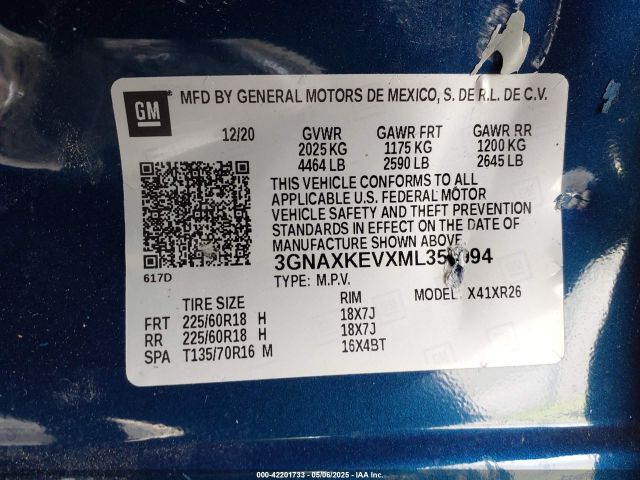 GM
MFD BY GENERAL MOTORS DE MEXICO, S. DE R.L. DE C.V.
12/20 GVWR GAWR FRT GAWR RR
2025 KG 1175 KG 1200 KG
4464 LB 2590 LB 2645 LB
THIS VEHICLE CONFORMS TO ALL
APPLICABLE U.S. FEDERAL MOTOR
VEHICLE SAFETY AND THEFT PREVENTION
STANDARDS IN EFFECT ON THE DATE OF
MANUFACTURE SHOWN ABOVE.
617D
TYPE: M.P.V. MODEL: X41XR26
TIRE SIZE RIM
FRT 225/60R18 H 18X7J
RR 225/60R18 H 18X7J
SPA T135/70R16 M 16X4BT
000-42201733 - 05/06/2025 - IAA Inc.